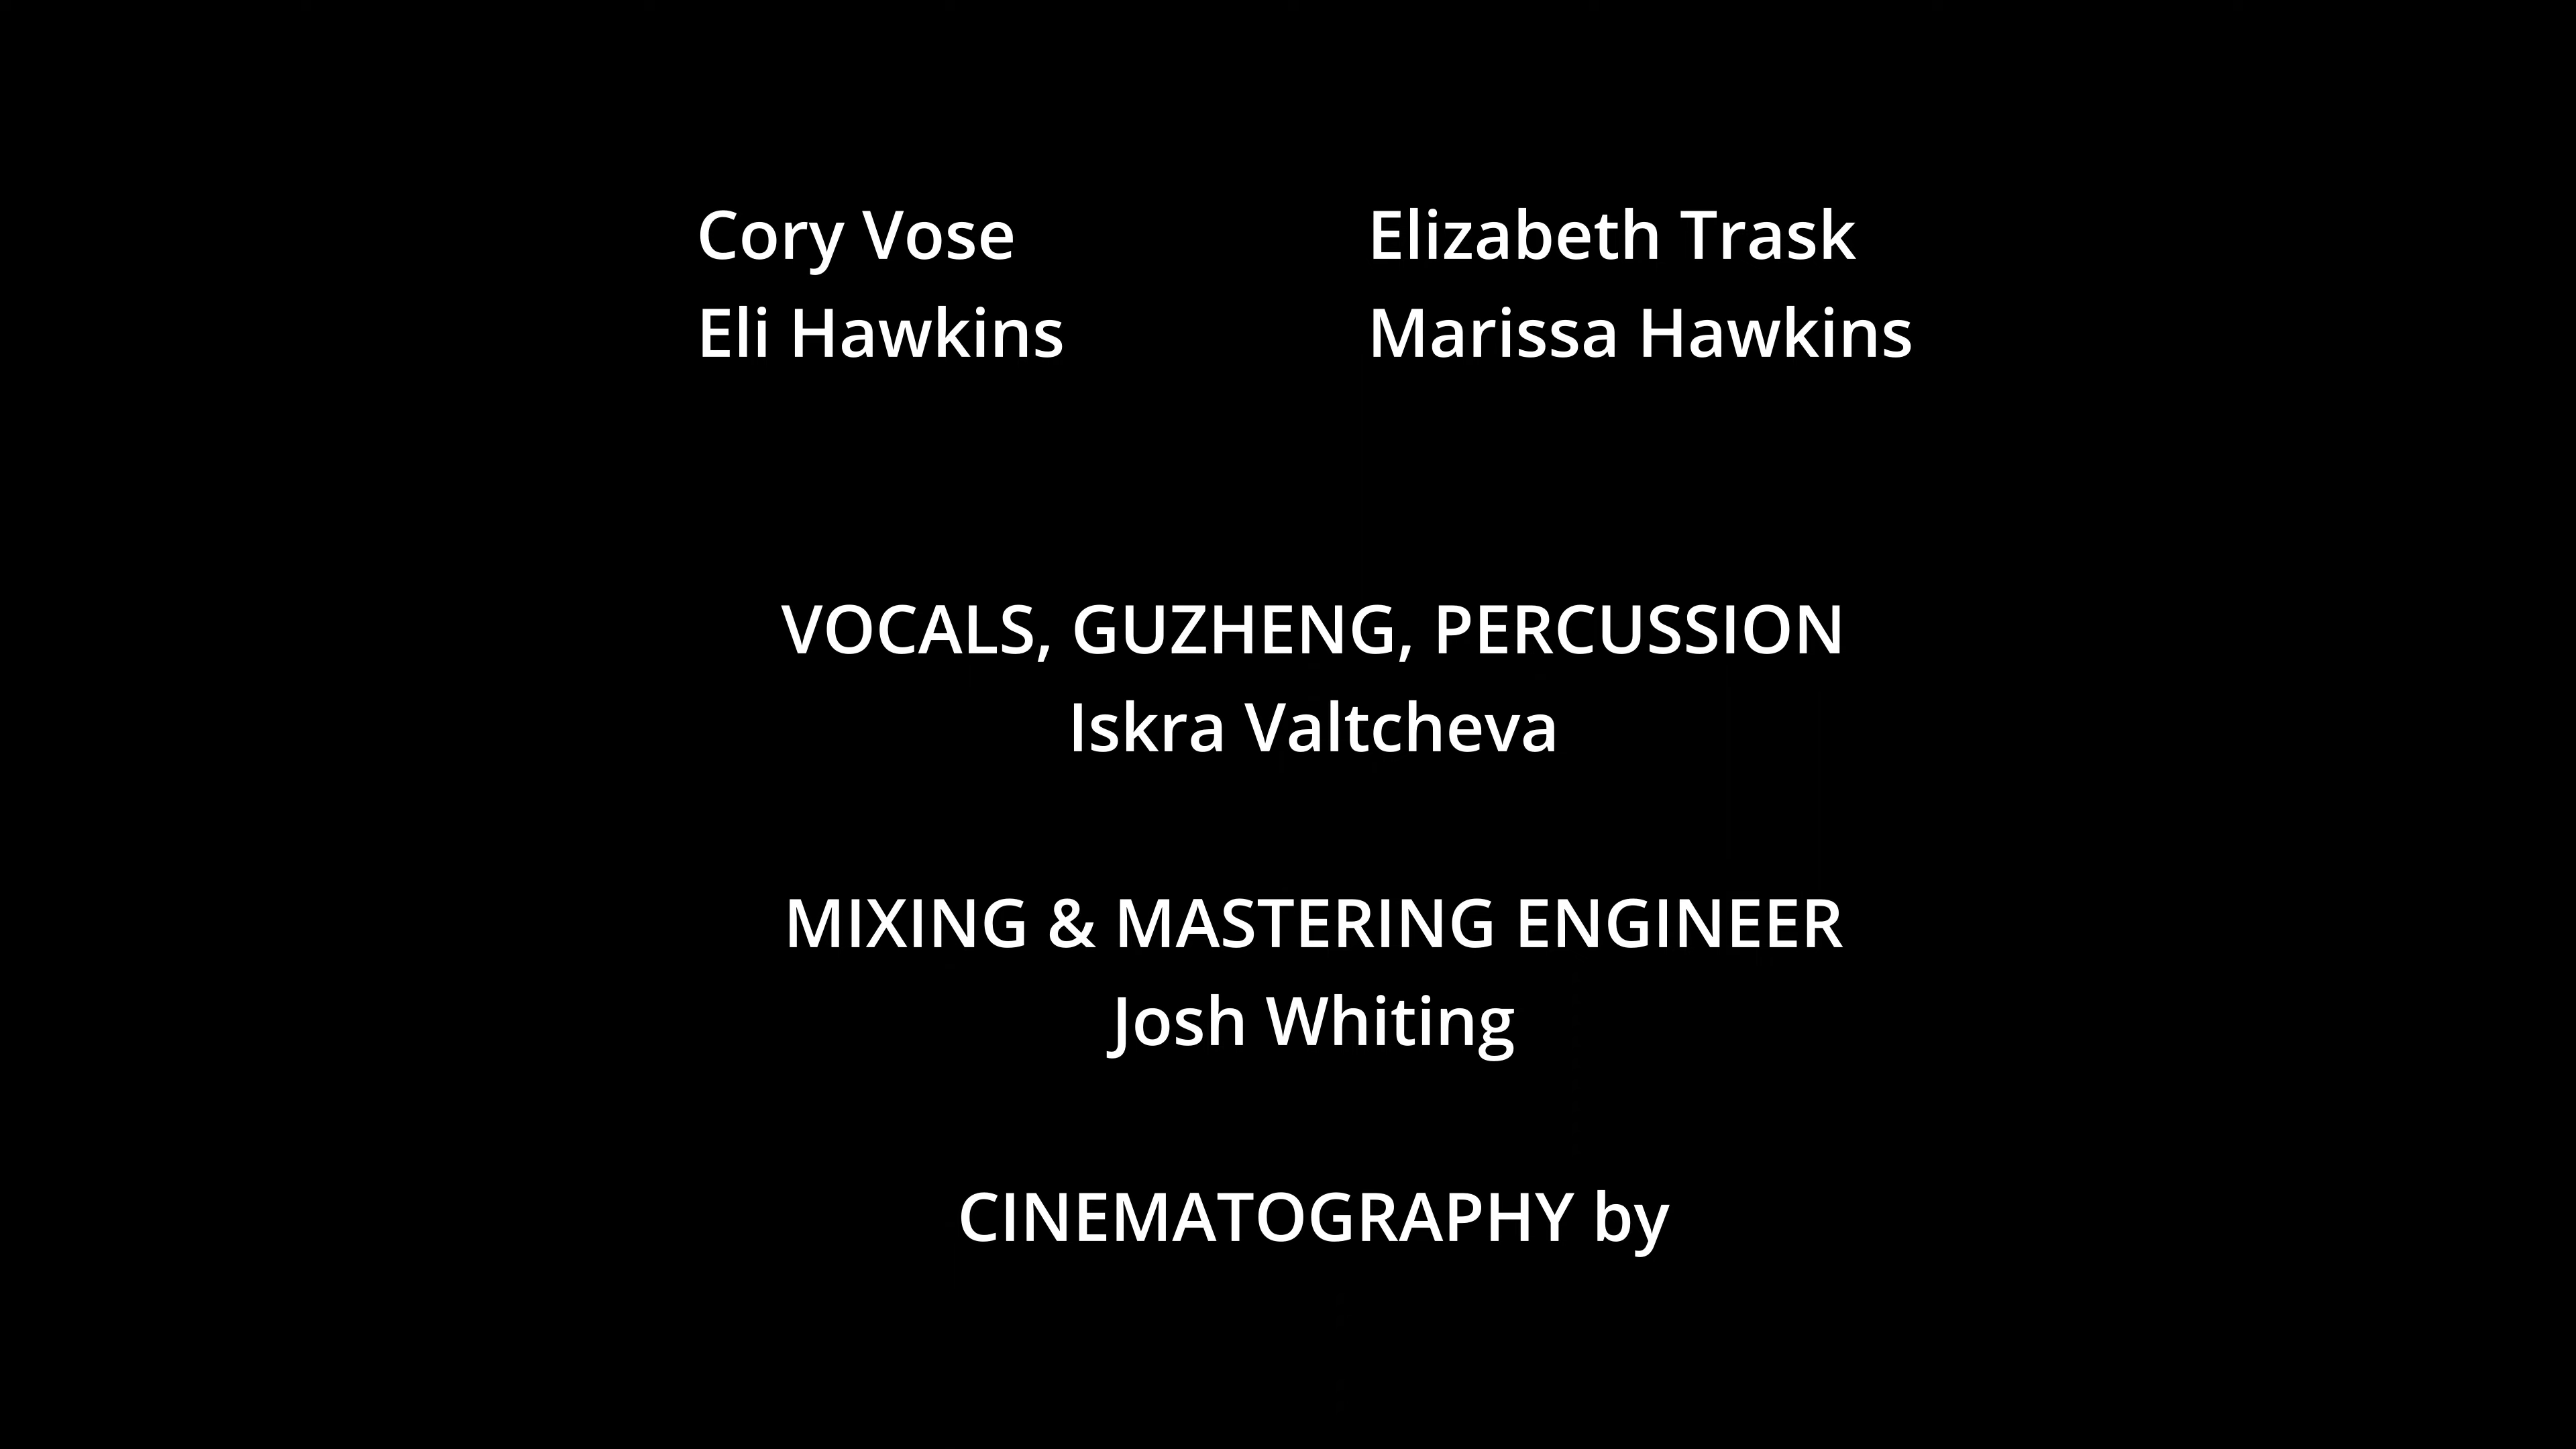 Cory Vose Elizabeth Trask
Eli Hawkins Marissa Hawkins
VOCALS, GUZHENG, PERCUSSION
Iskra Valtcheva
MIXING & MASTERING ENGINEER
Josh Whiting
CINEMATOGRAPHY by